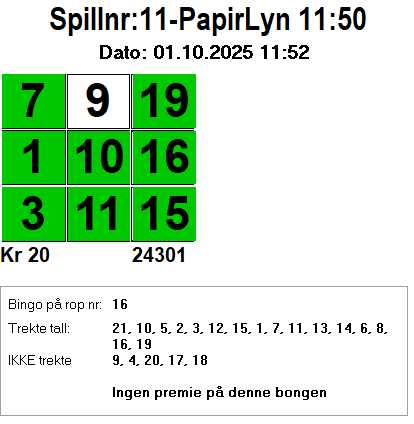 Spillnr:11-PapirLyn 11:50
Dato: 01.10.2025 11:52
7 9 19
1 10 16
3 11 15
Kr 20 24301
Bingo på rop nr: 16
Trekte tall: 21, 10, 5, 2, 3, 12, 15, 1, 7, 11, 13, 14, 6, 8,
16, 19
IKKE trekte 9, 4, 20, 17, 18
Ingen premie på denne bongen